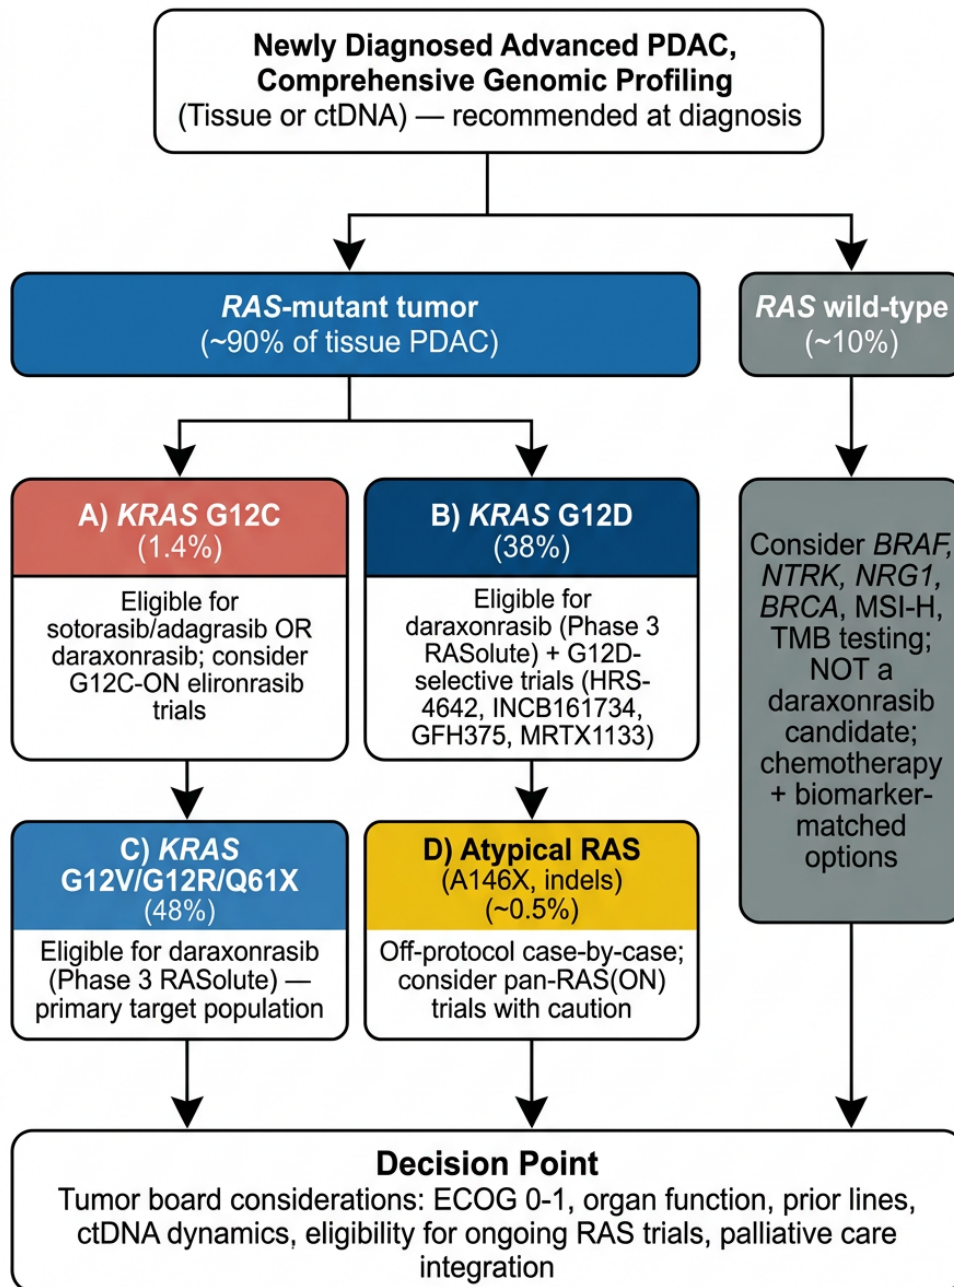 Newly Diagnosed Advanced PDAC,
Comprehensive Genomic Profiling
(Tissue or ctDNA) — recommended at diagnosis
RAS-mutant tumor
(~90% of tissue PDAC)
RAS wild-type
(~10%)
A) KRAS G12C
(1.4%)
Eligible for
sotorasib/adagrasib OR
daraxonrasib; consider
G12C-ON elironrasib
trials
B) KRAS G12D
(38%)
Eligible for
daraxonrasib (Phase 3
RASolute) + G12D-
selective trials (HRS-
4642, INCB161734,
GFH375, MRTX1133)
Consider BRAF,
NTRK, NRG1,
BRCA, MSI-H,
TMB testing;
NOT a
daraxonrasib
candidate;
chemotherapy
+ biomarker-
matched
options
C) KRAS
G12V/G12R/Q61X
(48%)
Eligible for daraxonrasib
(Phase 3 RASolute) —
primary target population
D) Atypical RAS
(A146X, indels)
(~0.5%)
Off-protocol case-by-case;
consider pan-RAS(ON)
trials with caution
Decision Point
Tumor board considerations: ECOG 0-1, organ function, prior lines,
ctDNA dynamics, eligibility for ongoing RAS trials, palliative care
integration